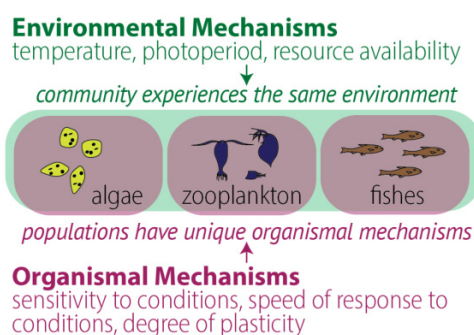 Environmental Mechanisms
temperature, photoperiod, resource availability
community experiences the same environment
algae
zooplankton
fishes
populations have unique organismal mechanisms
Organismal Mechanisms
sensitivity to conditions, speed of response to
conditions, degree of plasticity